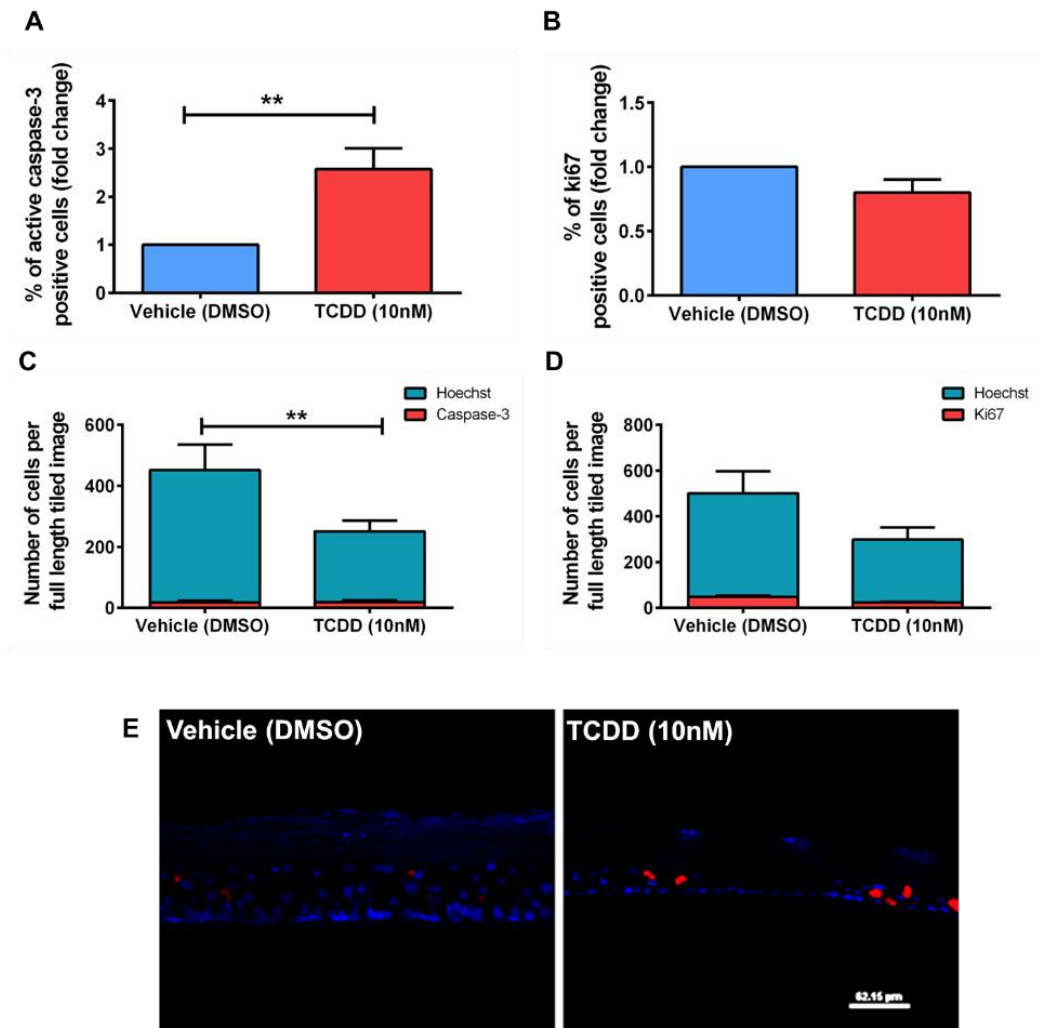 A
% of active caspase-3
positive cells (fold change)
4
3
2
1
0
**
Vehicle (DMSO)
TCDD (10nM)
B
% of ki67
positive cells (fold change)
1.5
1.0
0.5
0.0
Vehicle (DMSO)
TCDD (10nM)
C
Hoechst
Caspase-3
Number of cells per
full length tiled image
600
400
200
0
**
Vehicle (DMSO)
TCDD (10nM)
D
Hoechst
Ki67
Number of cells per
full length tiled image
800
600
400
200
0
Vehicle (DMSO)
TCDD (10nM)
E
Vehicle (DMSO)
TCDD (10nM)
62.15 µm